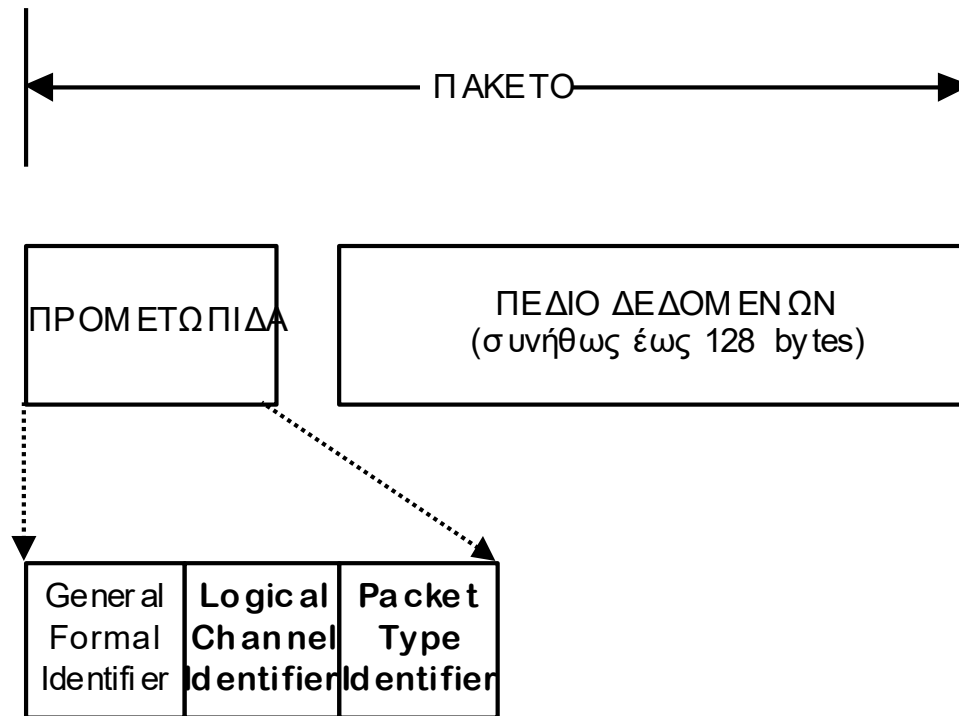 ΠΑΚΕΤΟ
ΠΡΟΜΕΤΩΠΙΔΑ
ΠΕΔΙΟ ΔΕΔΟΜΕΝΩΝ
(συνήθως έως 128 bytes)
General
Formal
Identifier
Logical
Channel
Identifier
Packet
Type
Identifier